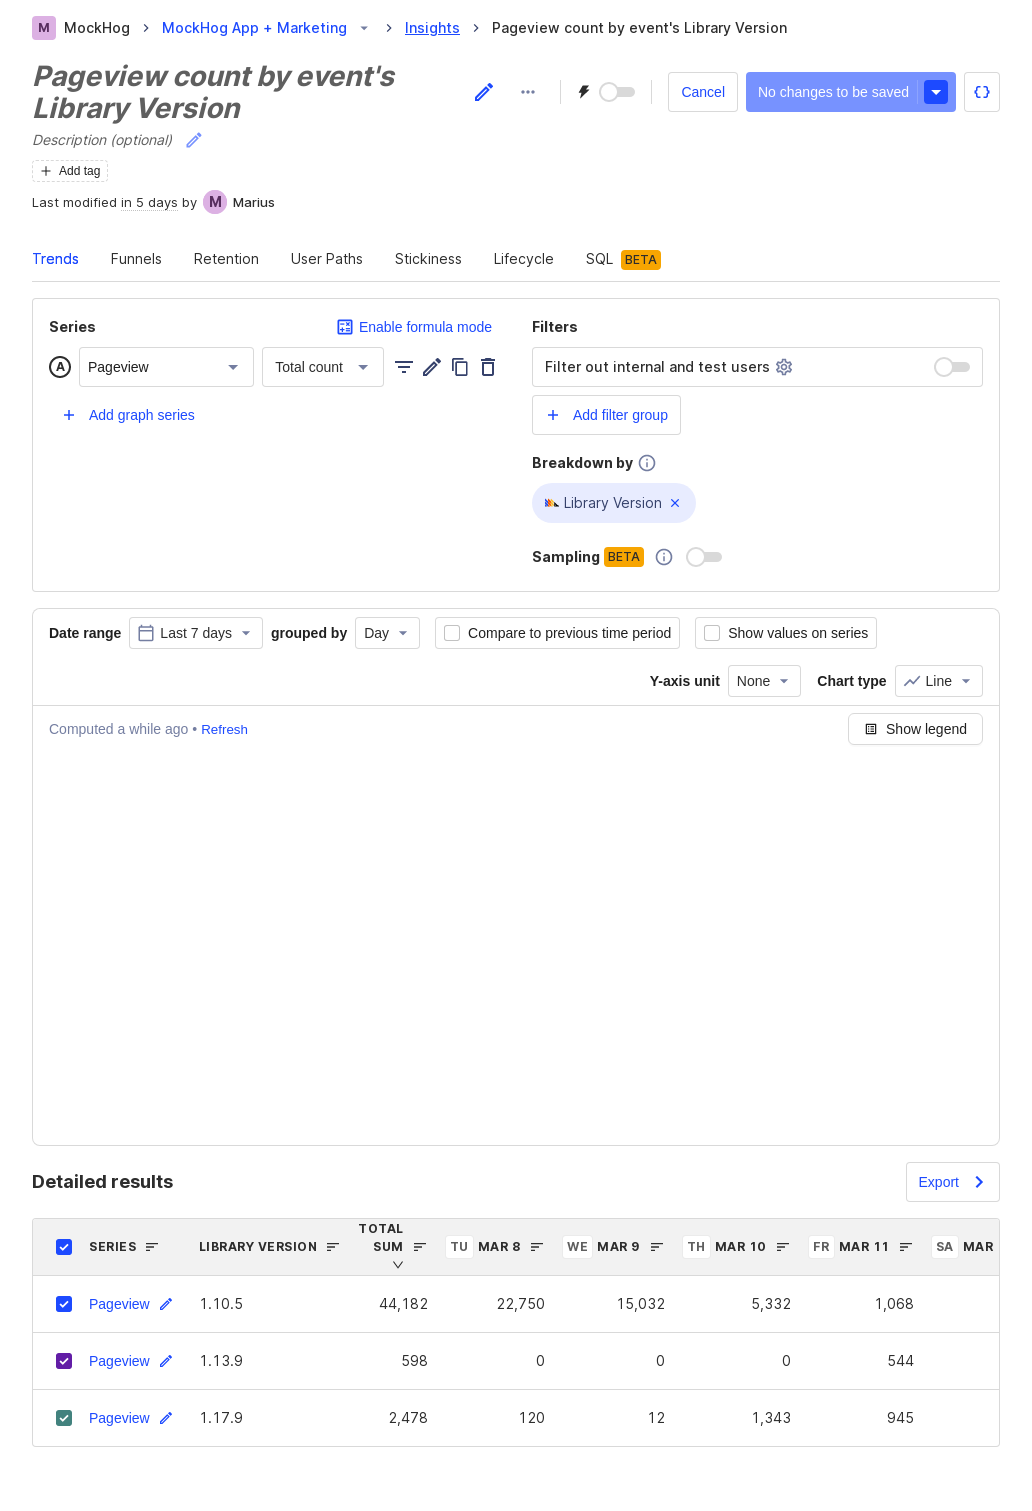 M MockHog MockHog App + Marketing Insights Pageview count by event's Library Version
Pageview count by event's
Library Version
Cancel No changes to be saved
Description (optional)
Add tag
Last modified in 5 days by M Marius
Trends Funnels Retention User Paths Stickiness Lifecycle SQL BETA
Series Enable formula mode
A Pageview Total count
Add graph series
Filters
Filter out internal and test users
Add filter group
Breakdown by
Library Version
Sampling BETA
Date range Last 7 days grouped by Day Compare to previous time period Show values on series
Y-axis unit None Chart type Line
Computed a while ago • Refresh Show legend
Detailed results Export
SERIES LIBRARY VERSION TOTAL SUM TU MAR 8 WE MAR 9 TH MAR 10 FR MAR 11 SA MAR
Pageview 1.10.5 44,182 22,750 15,032 5,332 1,068
Pageview 1.13.9 598 0 0 0 544
Pageview 1.17.9 2,478 120 12 1,343 945